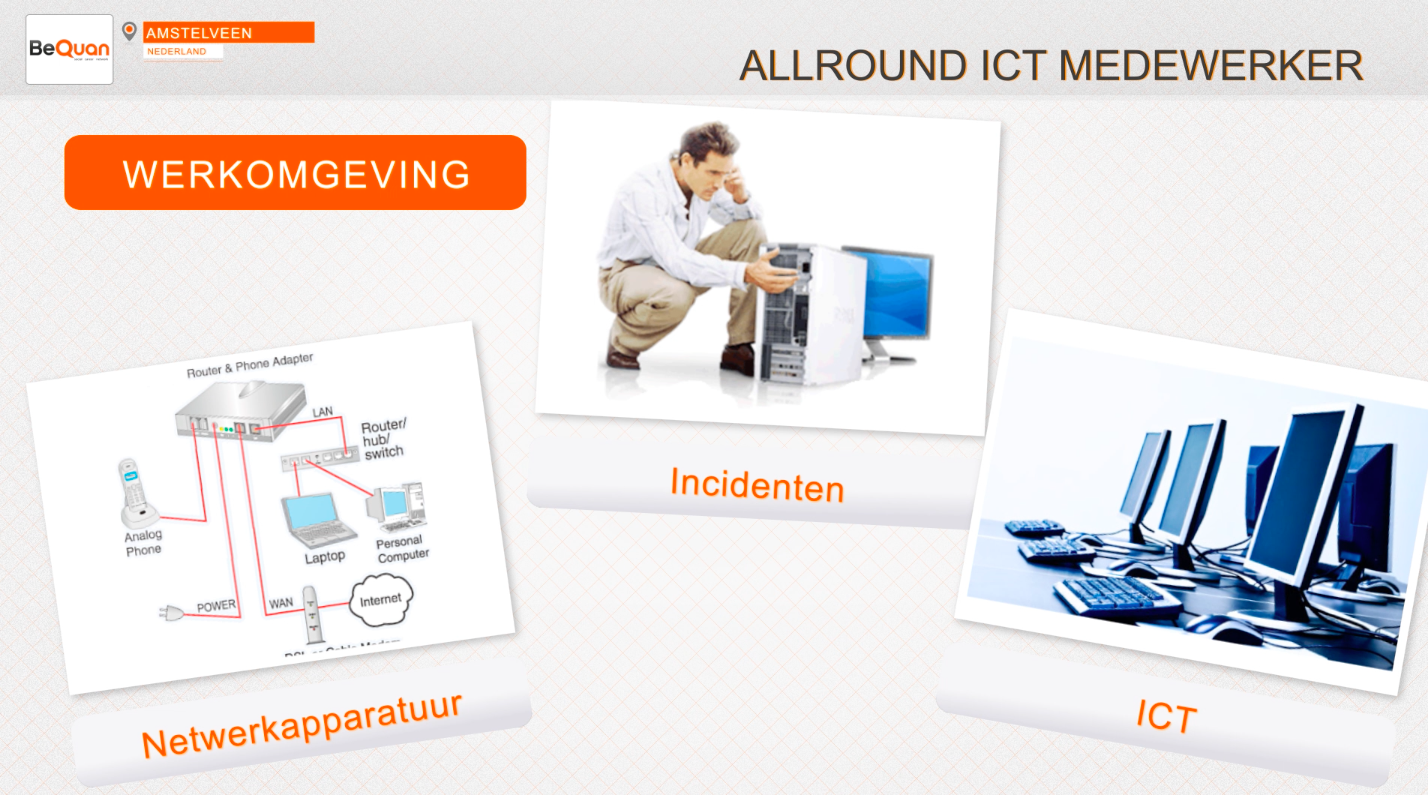 BeQuan
AMSTELVEEN
NEDERLAND
ALLROUND ICT MEDEWERKER
WERKOMGEVING
Router & Phone Adapter
LAN
Router/
hub/
switch
Analog
Phone
Laptop
Personal
Computer
POWER
WAN
Internet
Netwerkapparatuur
Incidenten
ICT